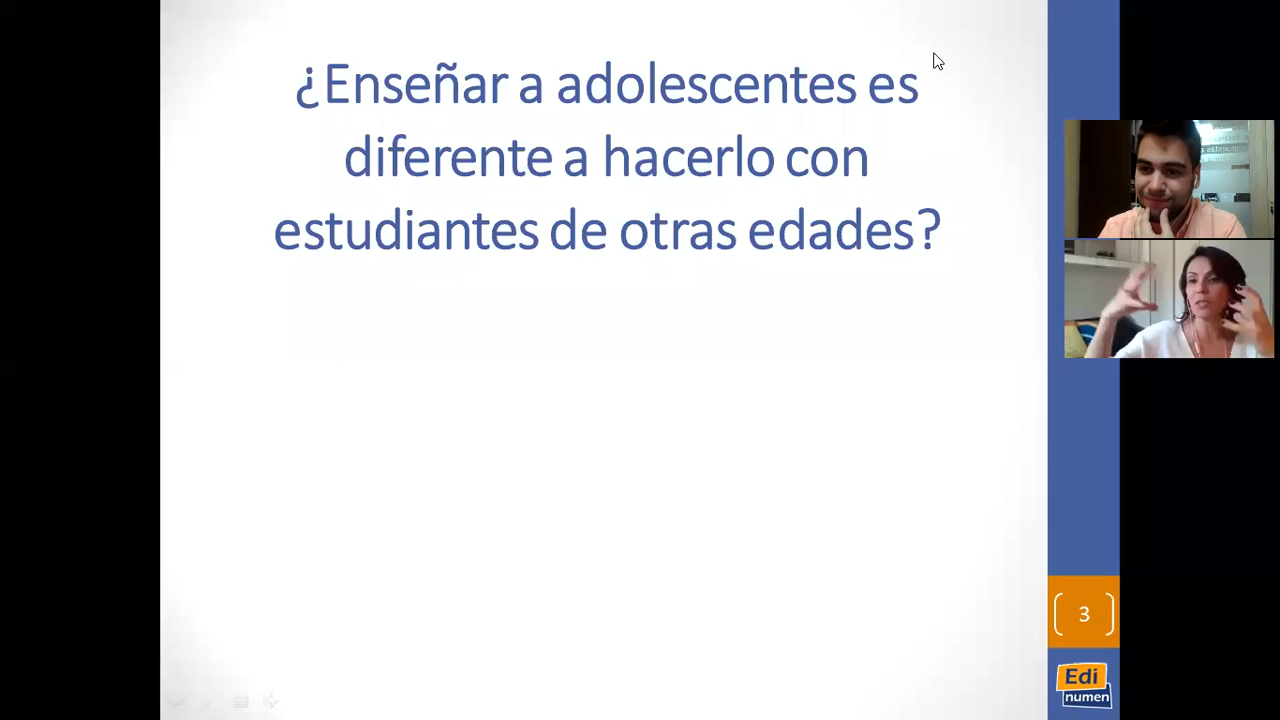 ¿Enseñar a adolescentes es
diferente a hacerlo con
estudiantes de otras edades?
3
Edi
numen